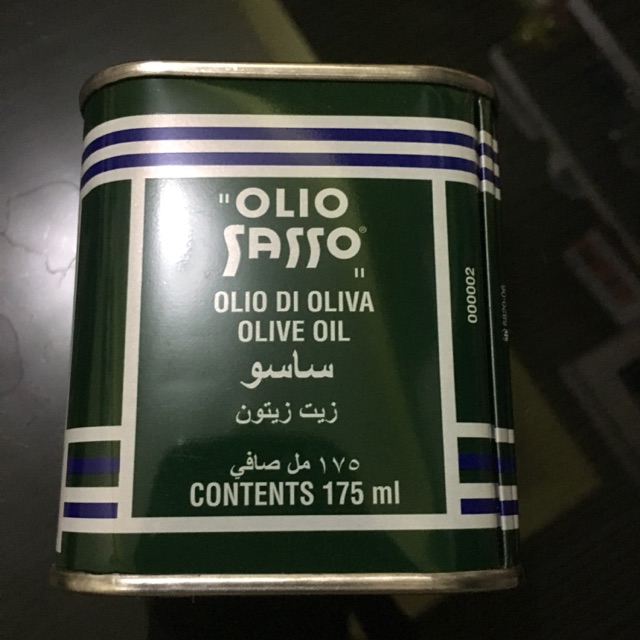 "OLIO
SASSO®"
OLIO DI OLIVA
OLIVE OIL
ساسو
زيت زيتون
١٧٥ مل صافي
CONTENTS 175 ml
000002